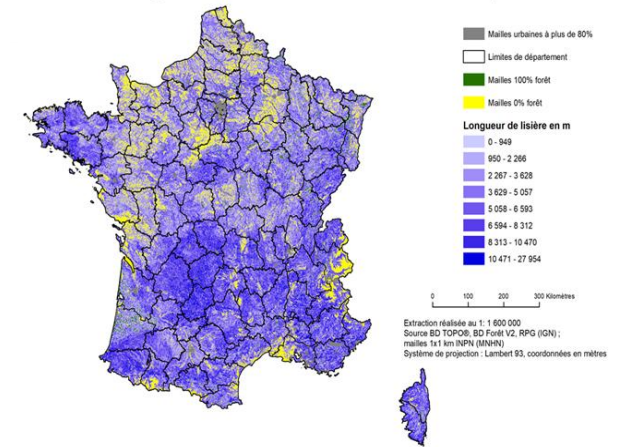 Mailles urbaines à plus de 80%
Limites de département
Mailles 100% forêt
Mailles 0% forêt
Longueur de lisière en m
0 - 949
950 - 2 266
2 267 - 3 628
3 629 - 5 057
5 058 - 6 593
6 594 - 8 312
8 313 - 10 470
10 471 - 27 954
0 100 200 300 Kilomètres
Extraction réalisée au 1: 1 600 000
Source BD TOPO®, BD Forêt V2, RPG (IGN) ;
mailles 1x1 km INPN (MNHN)
Système de projection : Lambert 93, coordonnées en mètres